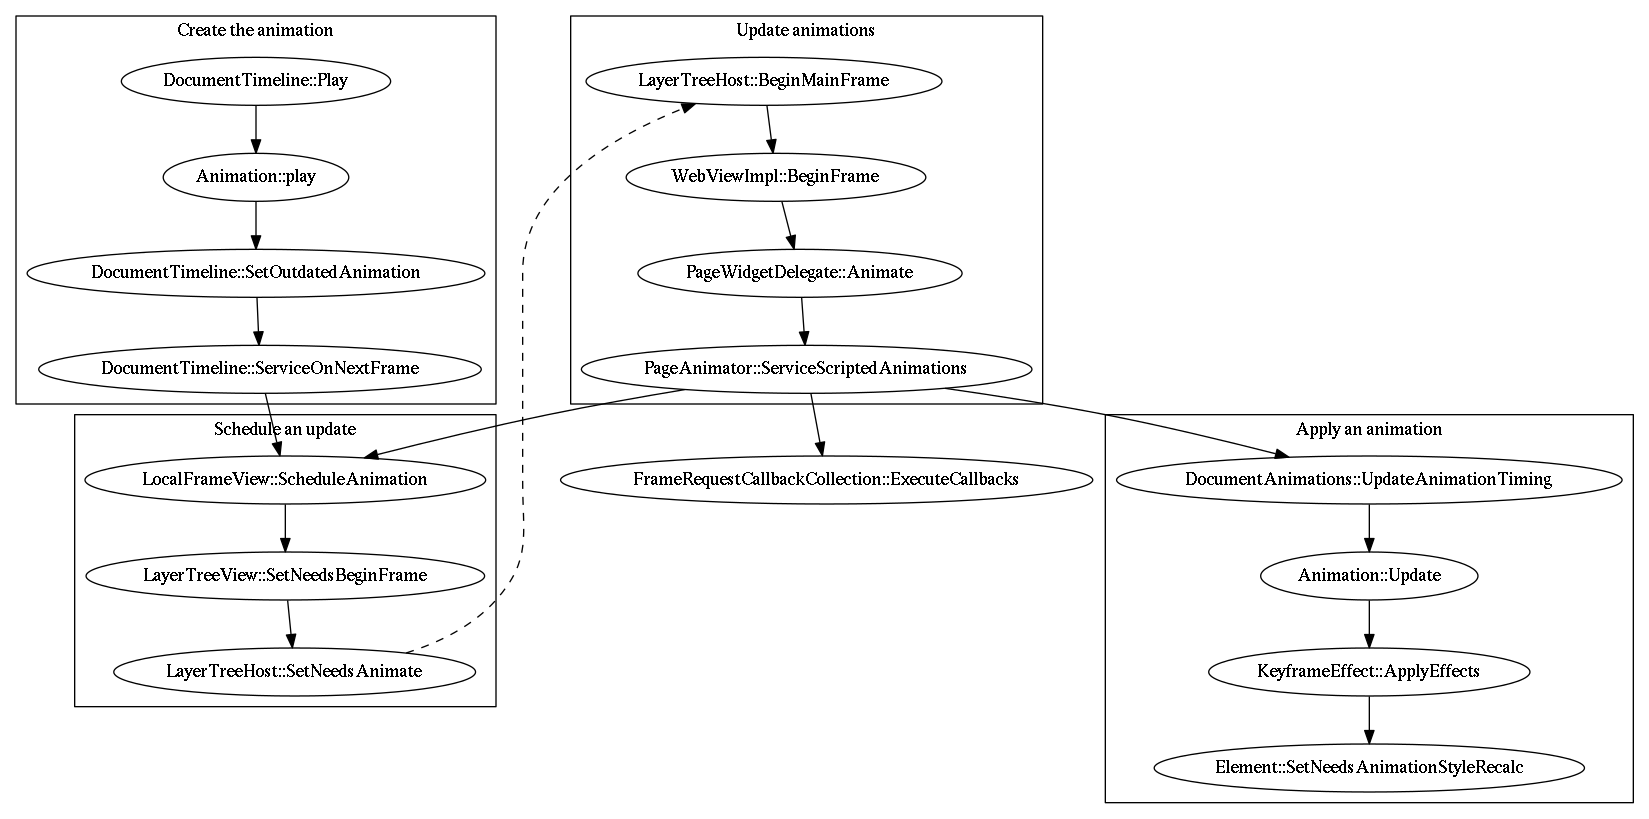 Create the animation
DocumentTimeline::Play
Animation::play
DocumentTimeline::SetOutdatedAnimation
DocumentTimeline::ServiceOnNextFrame
Update animations
LayerTreeHost::BeginMainFrame
WebViewImpl::BeginFrame
PageWidgetDelegate::Animate
PageAnimator::ServiceScriptedAnimations
Schedule an update
LocalFrameView::ScheduleAnimation
LayerTreeView::SetNeedsBeginFrame
LayerTreeHost::SetNeedsAnimate
FrameRequestCallbackCollection::ExecuteCallbacks
Apply an animation
DocumentAnimations::UpdateAnimationTiming
Animation::Update
KeyframeEffect::ApplyEffects
Element::SetNeedsAnimationStyleRecalc